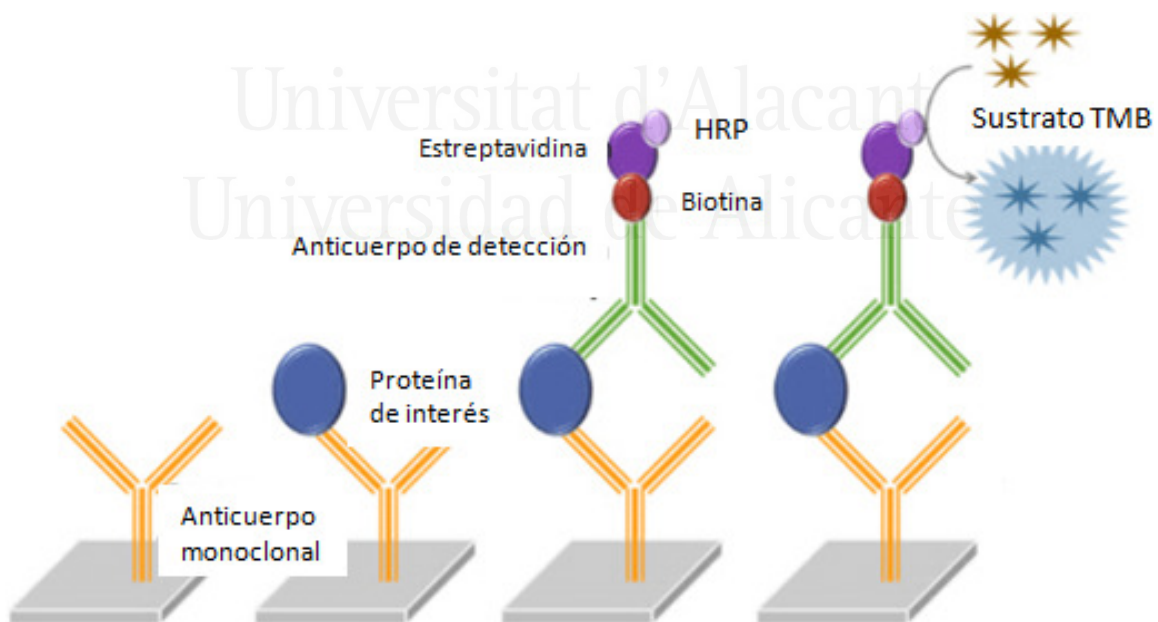 Universitat d'Alacant
Universidad de Alicante
Sustrato TMB
HRP
Estreptavidina
Biotina
Anticuerpo de detección
Proteína
de interés
Anticuerpo
monoclonal